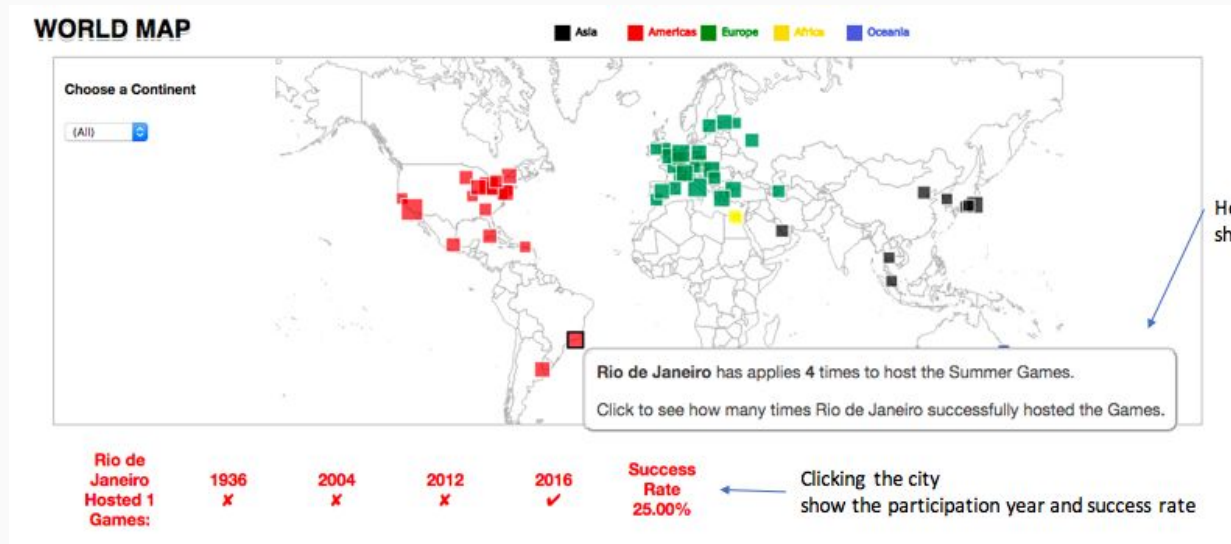 WORLD MAP
Asia Americas Europe Africa Oceania
Choose a Continent
(All)
Rio de Janeiro has applies 4 times to host the Summer Games.
Click to see how many times Rio de Janeiro successfully hosted the Games.
Rio de
Janeiro
Hosted 1
Games:
1936
✘
2004
✘
2012
✘
2016
✔
Success
Rate
25.00%
Clicking the city
show the participation year and success rate